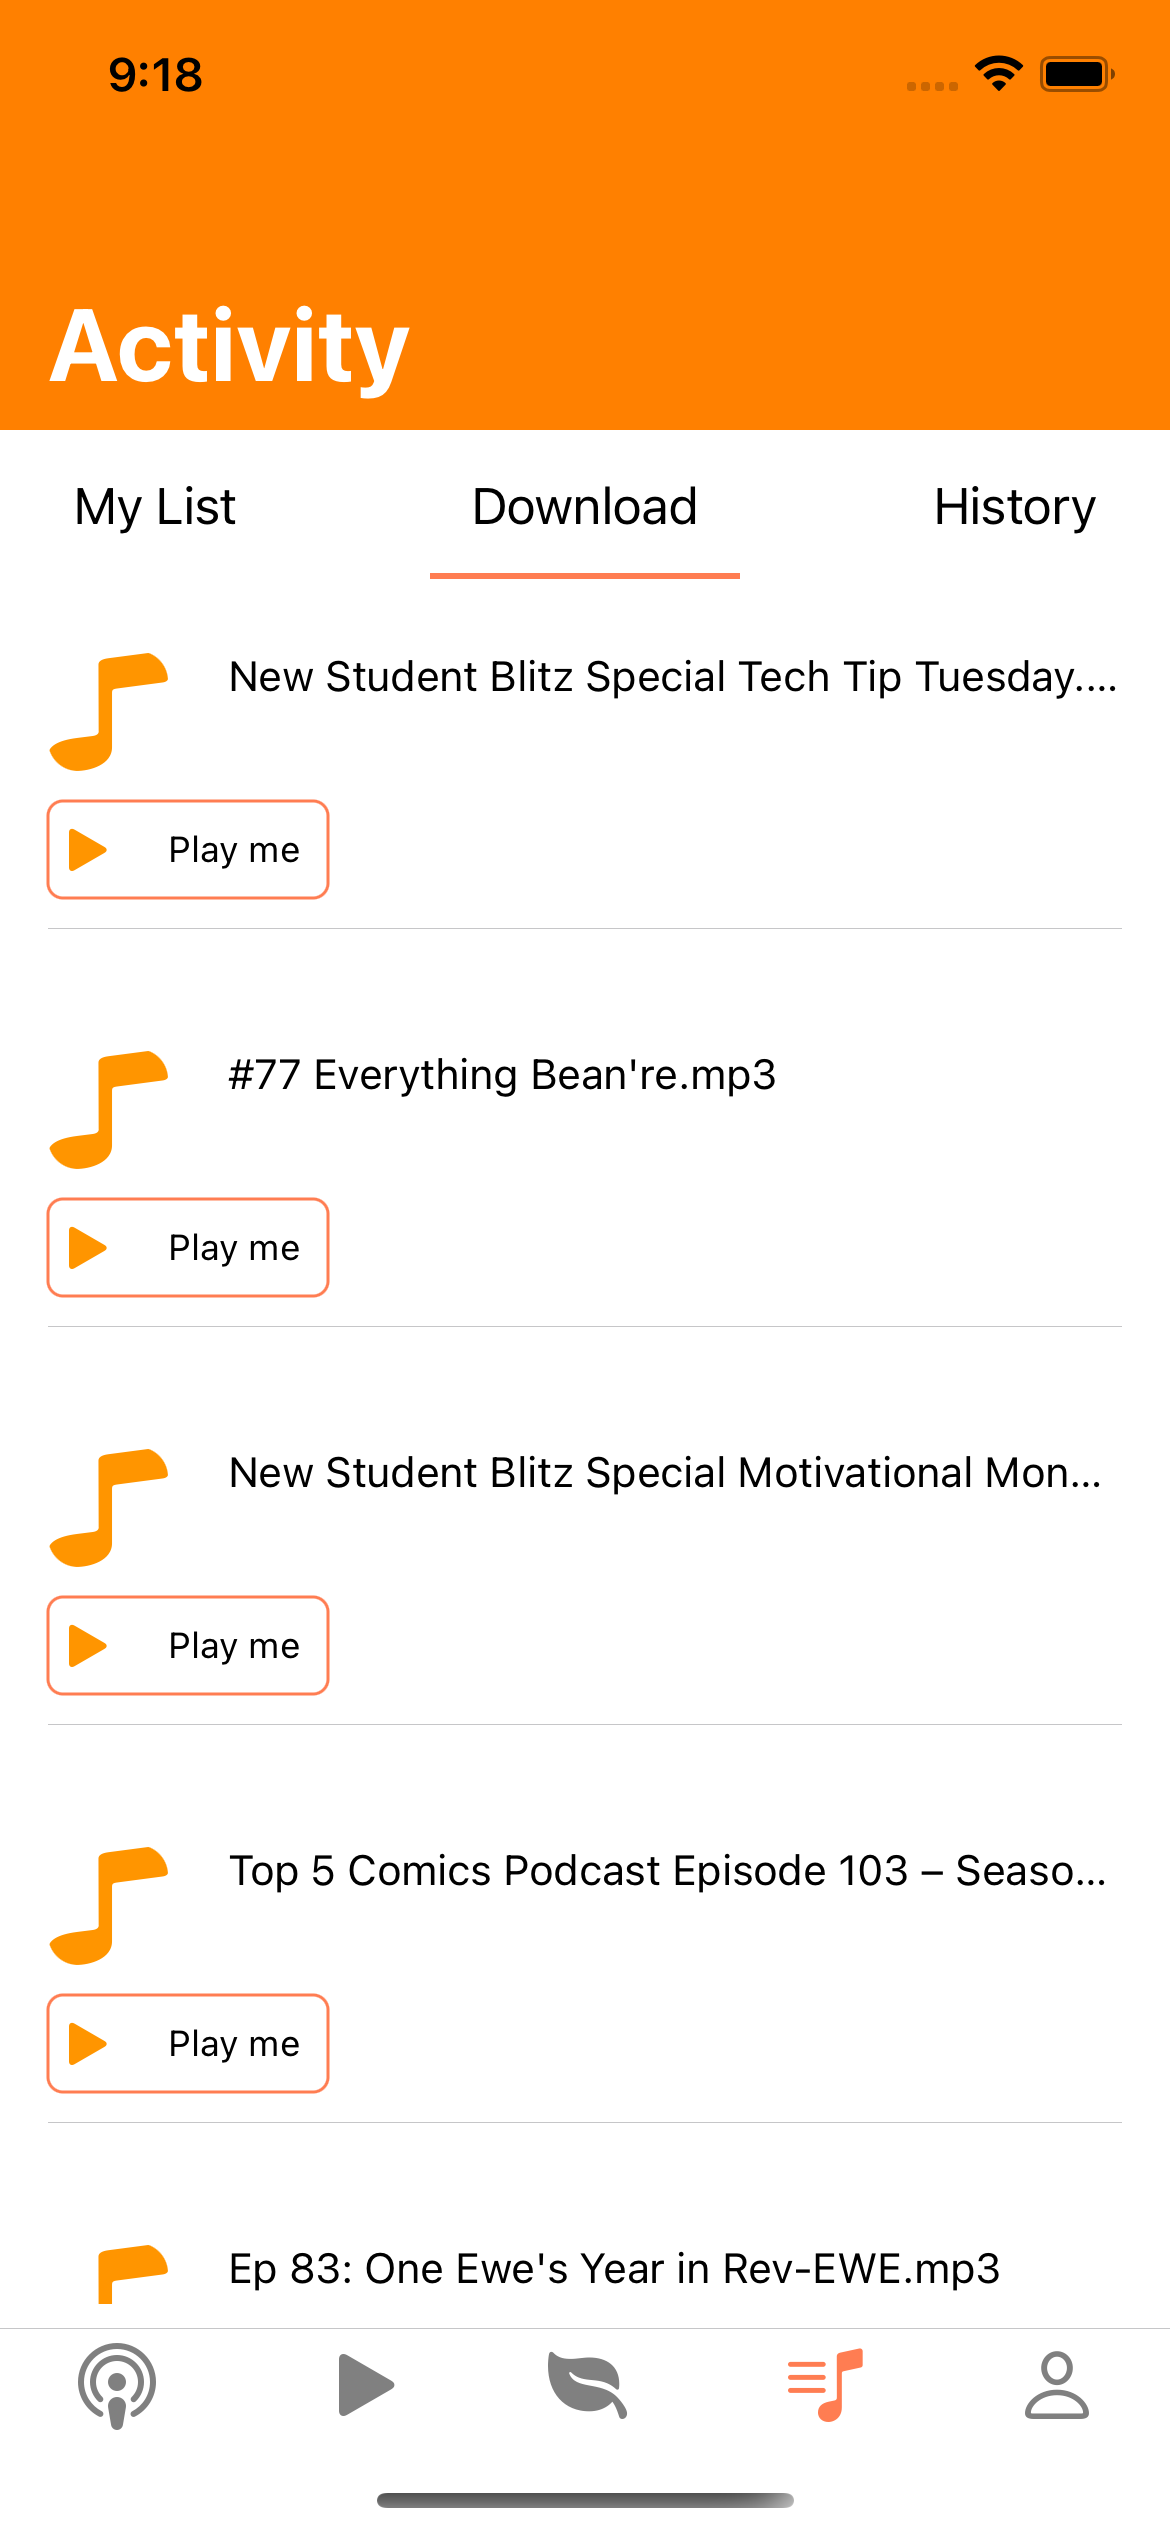 9:18
Activity
My List
Download
History
New Student Blitz Special Tech Tip Tuesday....
Play me
#77 Everything Bean're.mp3
Play me
New Student Blitz Special Motivational Mon...
Play me
Top 5 Comics Podcast Episode 103 – Seaso...
Play me
Ep 83: One Ewe's Year in Rev-EWE.mp3